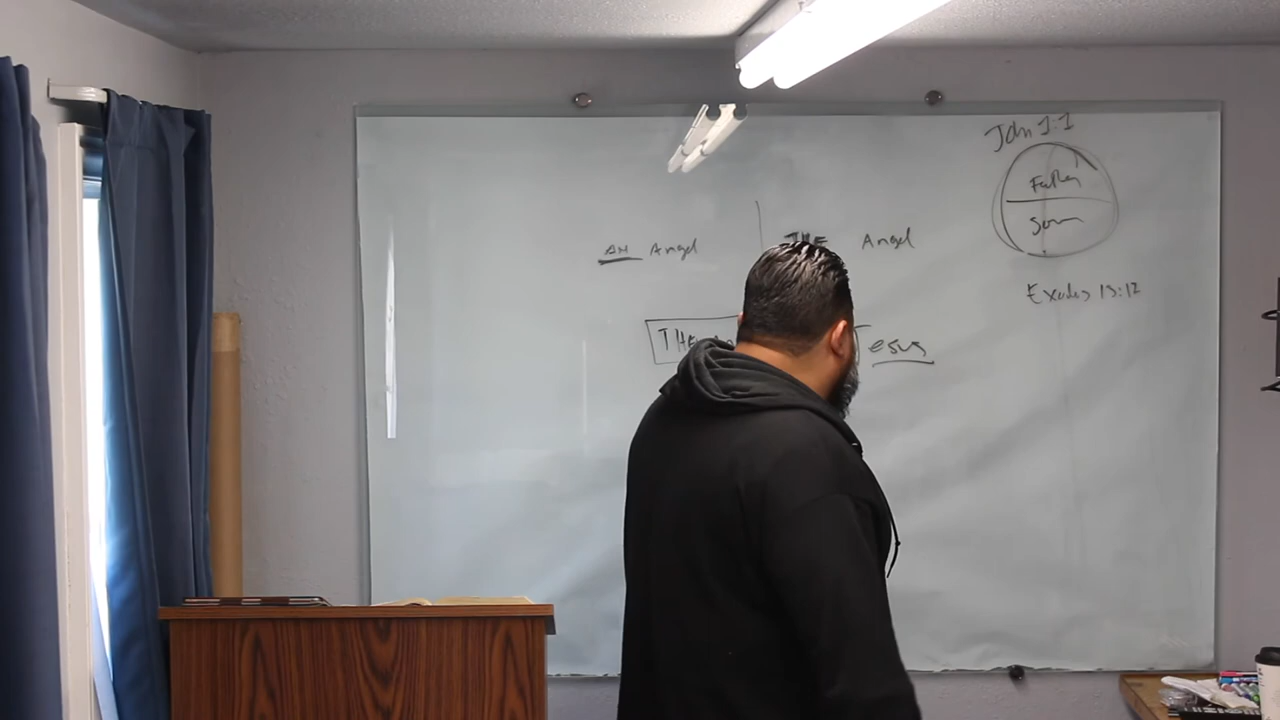 John 1:1
Father
Son
AN Angel
THE Angel
Exodus 13:12
THE
Jesus